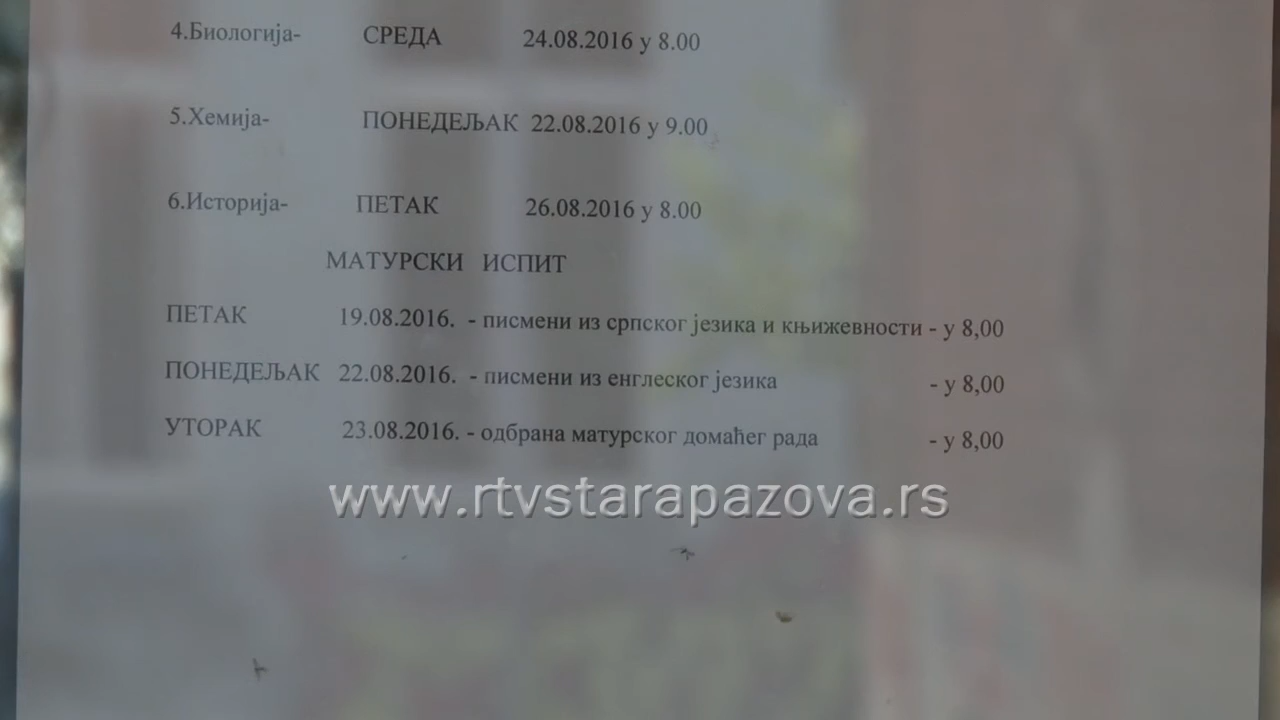 4.Биологија- СРЕДА 24.08.2016 у 8.00
5.Хемија- ПОНЕДЕЉАК 22.08.2016 у 9.00
6.Историја- ПЕТАК 26.08.2016 у 8.00
МАТУРСКИ ИСПИТ
ПЕТАК 19.08.2016. - писмени из српског језика и књижевности - у 8,00
ПОНЕДЕЉАК 22.08.2016. - писмени из енглеског језика - у 8,00
УТОРАК 23.08.2016. - одбрана матурског домаћег рада - у 8,00
www.rtvstarapazova.rs